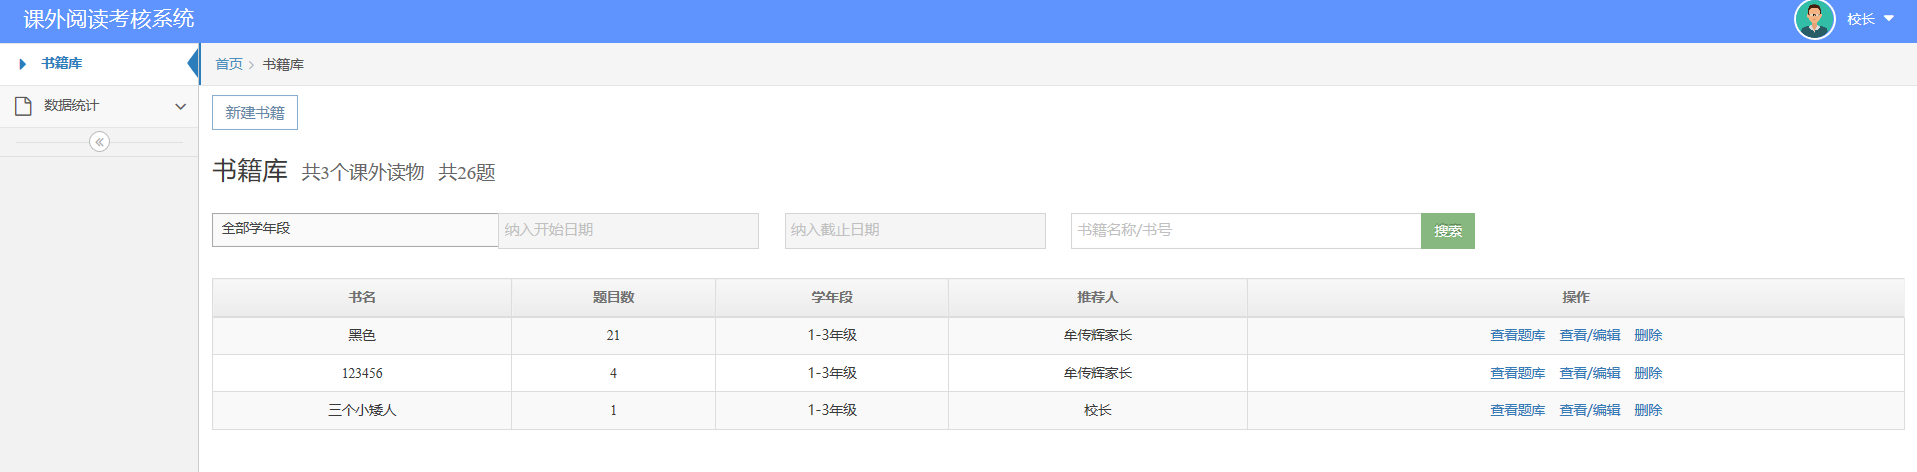 课外阅读考核系统
校长
书籍库
数据统计
首页 > 书籍库
新建书籍
书籍库 共3个课外读物 共26题
全部学年段 纳入开始日期 纳入截止日期 书籍名称/书号 搜索
书名 题目数 学年段 推荐人 操作
黑色 21 1-3年级 牟传辉家长 查看题库 查看/编辑 删除
123456 4 1-3年级 牟传辉家长 查看题库 查看/编辑 删除
三个小矮人 1 1-3年级 校长 查看题库 查看/编辑 删除